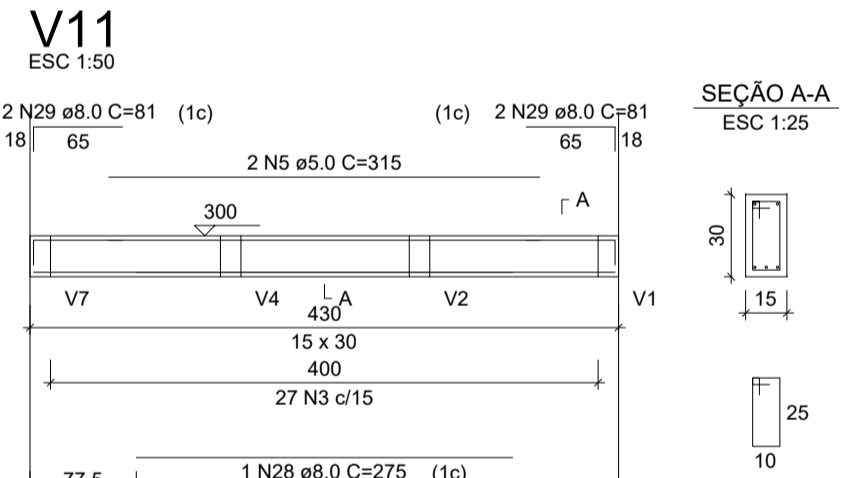 V11
ESC 1:50
2 N29 ø8.0 C=81 (1c)
(1c) 2 N29 ø8.0 C=81
18
65
65
18
2 N5 ø5.0 C=315
SEÇÃO A-A
ESC 1:25
A
300
30
15
V7
V4
A
V2
V1
430
15 x 30
400
27 N3 c/15
25
10
77.5
1 N28 ø8.0 C=275 (1c)